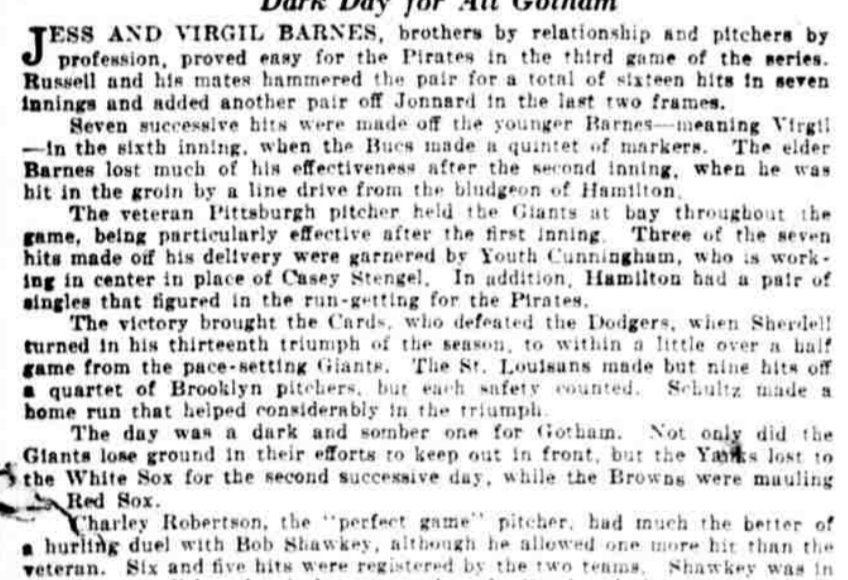 Dark Day for All Gotham
JESS AND VIRGIL BARNES, brothers by relationship and pitchers by
profession, proved easy for the Pirates in the third game of the series.
Russell and his mates hammered the pair for a total of sixteen hits in seven
innings and added another pair off Jonnard in the last two frames.
Seven successive hits were made off the younger Barnes—meaning Virgil
—in the sixth inning, when the Bucs made a quintet of markers. The elder
Barnes lost much of his effectiveness after the second inning, when he was
hit in the groin by a line drive from the bludgeon of Hamilton.
The veteran Pittsburgh pitcher held the Giants at bay throughout the
game, being particularly effective after the first inning. Three of the seven
hits made off his delivery were garnered by Youth Cunningham, who is work-
ing in center in place of Casey Stengel. In addition, Hamilton had a pair of
singles that figured in the run-getting for the Pirates.
The victory brought the Cards, who defeated the Dodgers, when Sherdell
turned in his thirteenth triumph of the season, to within a little over a half
game from the pace-setting Giants. The St. Louisans made but nine hits off
a quartet of Brooklyn pitchers, but each safety counted. Schultz made a
home run that helped considerably in the triumph.
The day was a dark and somber one for Gotham. Not only did the
Giants lose ground in their efforts to keep out in front, but the Yanks lost to
the White Sox for the second successive day, while the Browns were mauling
Red Sox.
Charley Robertson, the "perfect game" pitcher, had much the better of
a hurling duel with Bob Shawkey, although he allowed one more hit than the
veteran. Six and five hits were registered by the two teams. Shawkey was in